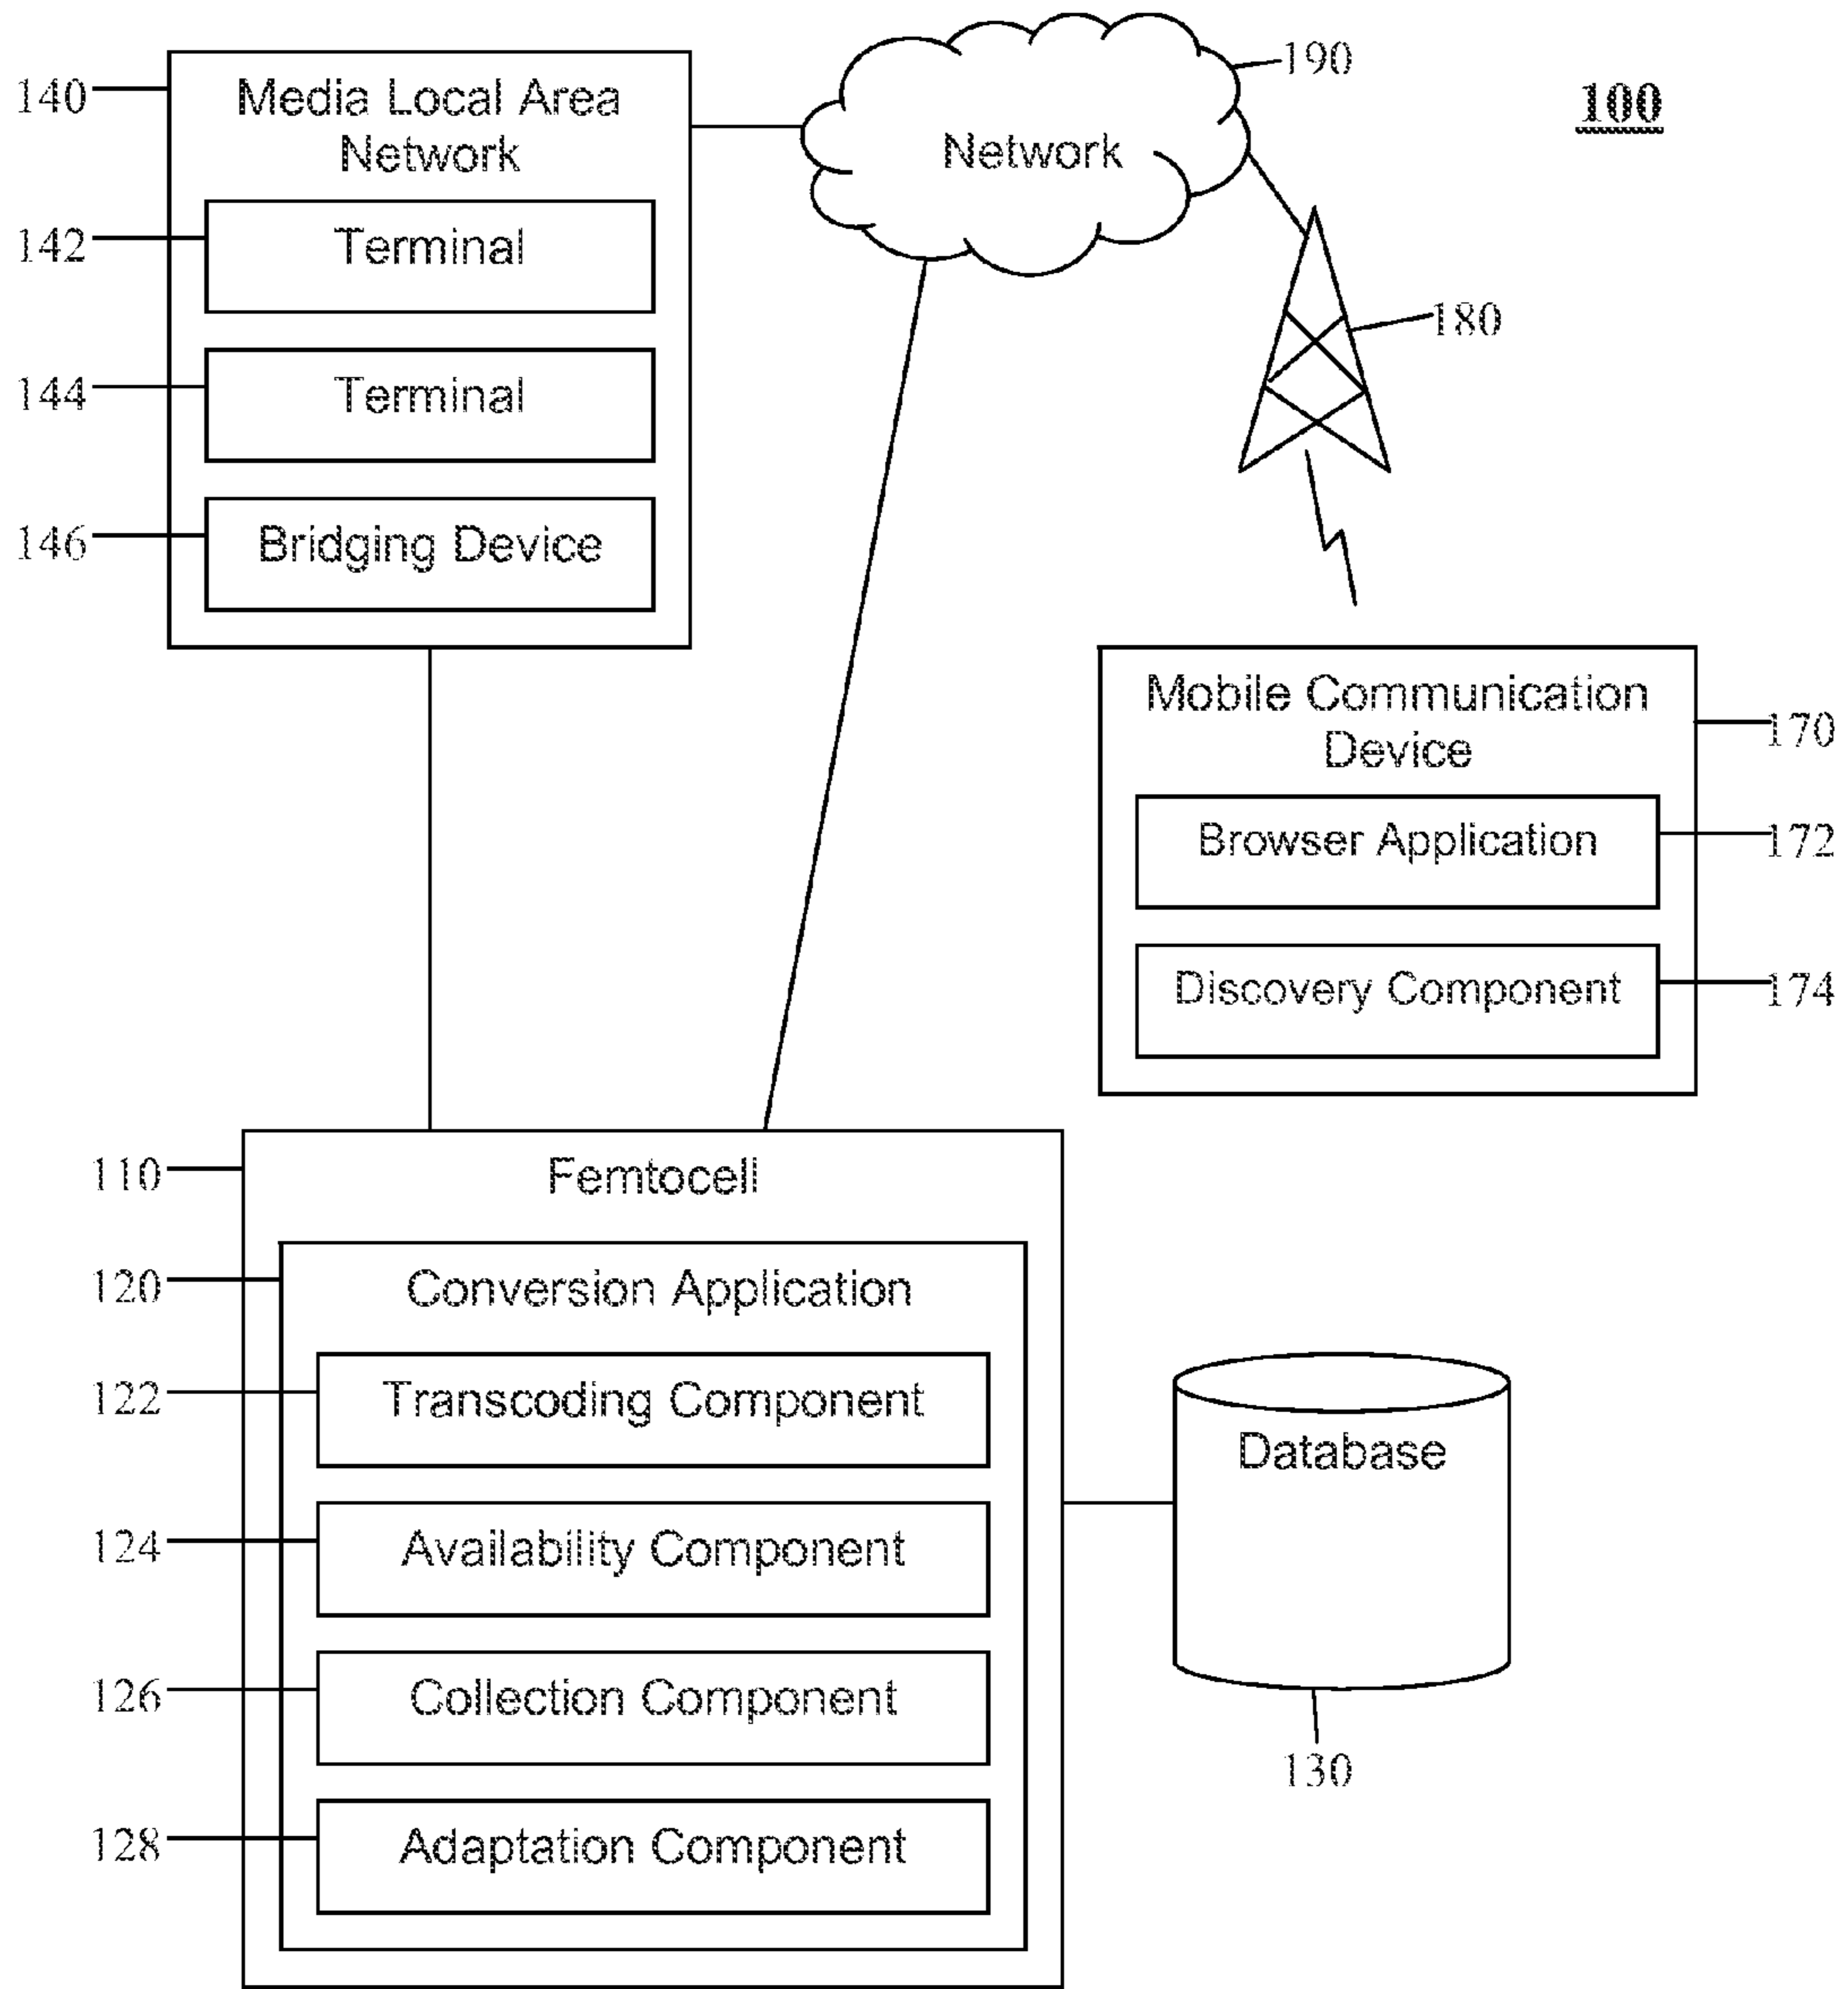 190
100
140
Media Local Area
Network
Network
142
Terminal
180
144
Terminal
146
Bridging Device
Mobile Communication
Device
170
Browser Application
172
Discovery Component
174
110
Femtocell
120
Conversion Application
122
Transcoding Component
Database
124
Availability Component
126
Collection Component
130
128
Adaptation Component